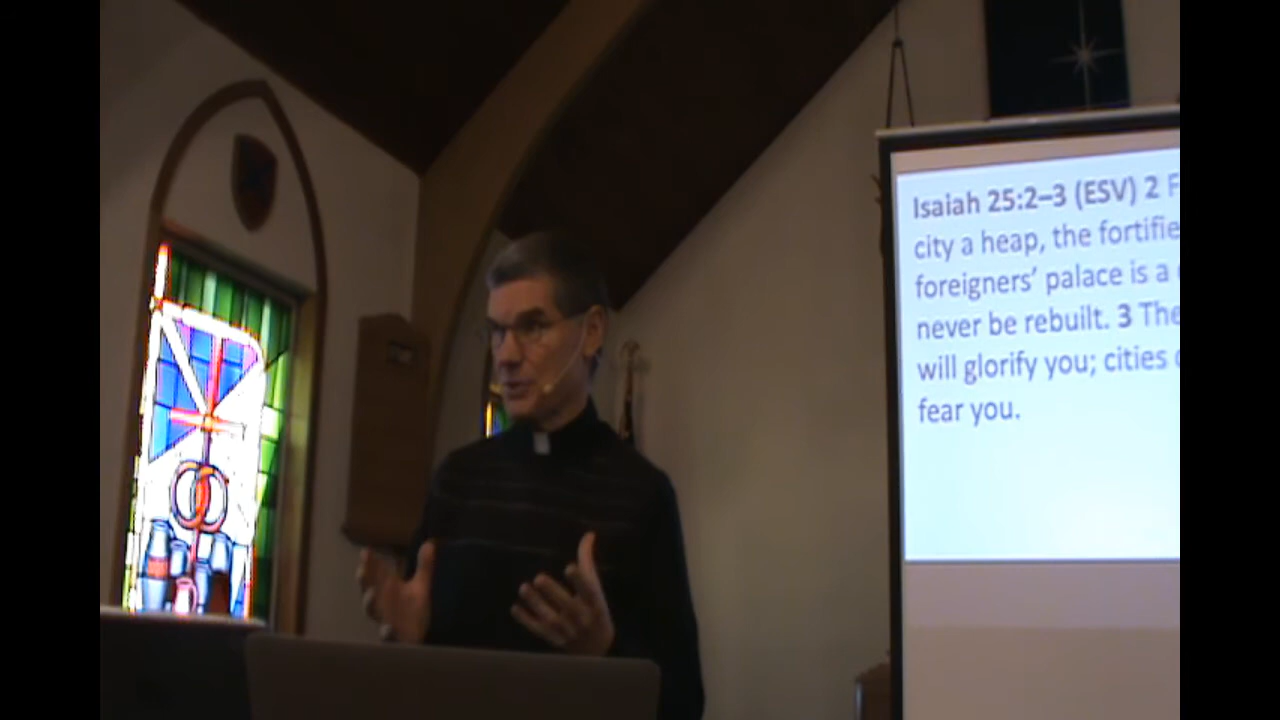 Isaiah 25:2–3 (ESV) 2
city a heap, the
foreigners' palace is a
never be rebuilt. 3
will glorify you; cities
fear you.